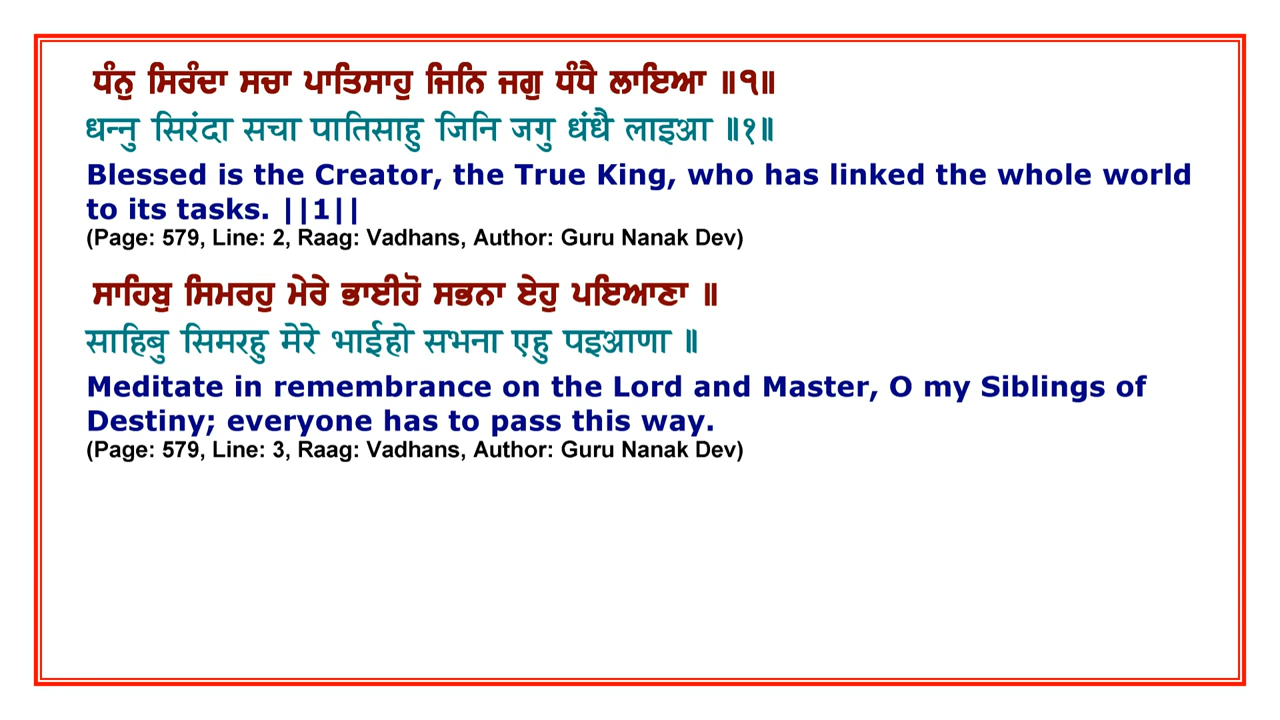 ਧੰਨੁ ਸਿਰੰਦਾ ਸਚਾ ਪਾਤਿਸਾਹੁ ਜਿਨਿ ਜਗੁ ਧੰਧੈ ਲਾਇਆ ॥੧॥
धन्नु सिरंदा सचा पातिसाहु जिनि जगु धंधै लाइआ ॥१॥
Blessed is the Creator, the True King, who has linked the whole world
to its tasks. ||1||
(Page: 579, Line: 2, Raag: Vadhans, Author: Guru Nanak Dev)
ਸਾਹਿਬੁ ਸਿਮਰਹੁ ਮੇਰੇ ਭਾਈਹੋ ਸਭਨਾ ਏਹੁ ਪਇਆਣਾ ॥
साहिबु सिमरहु मेरे भाईहो सभना एहु पइआणा ॥
Meditate in remembrance on the Lord and Master, O my Siblings of
Destiny; everyone has to pass this way.
(Page: 579, Line: 3, Raag: Vadhans, Author: Guru Nanak Dev)